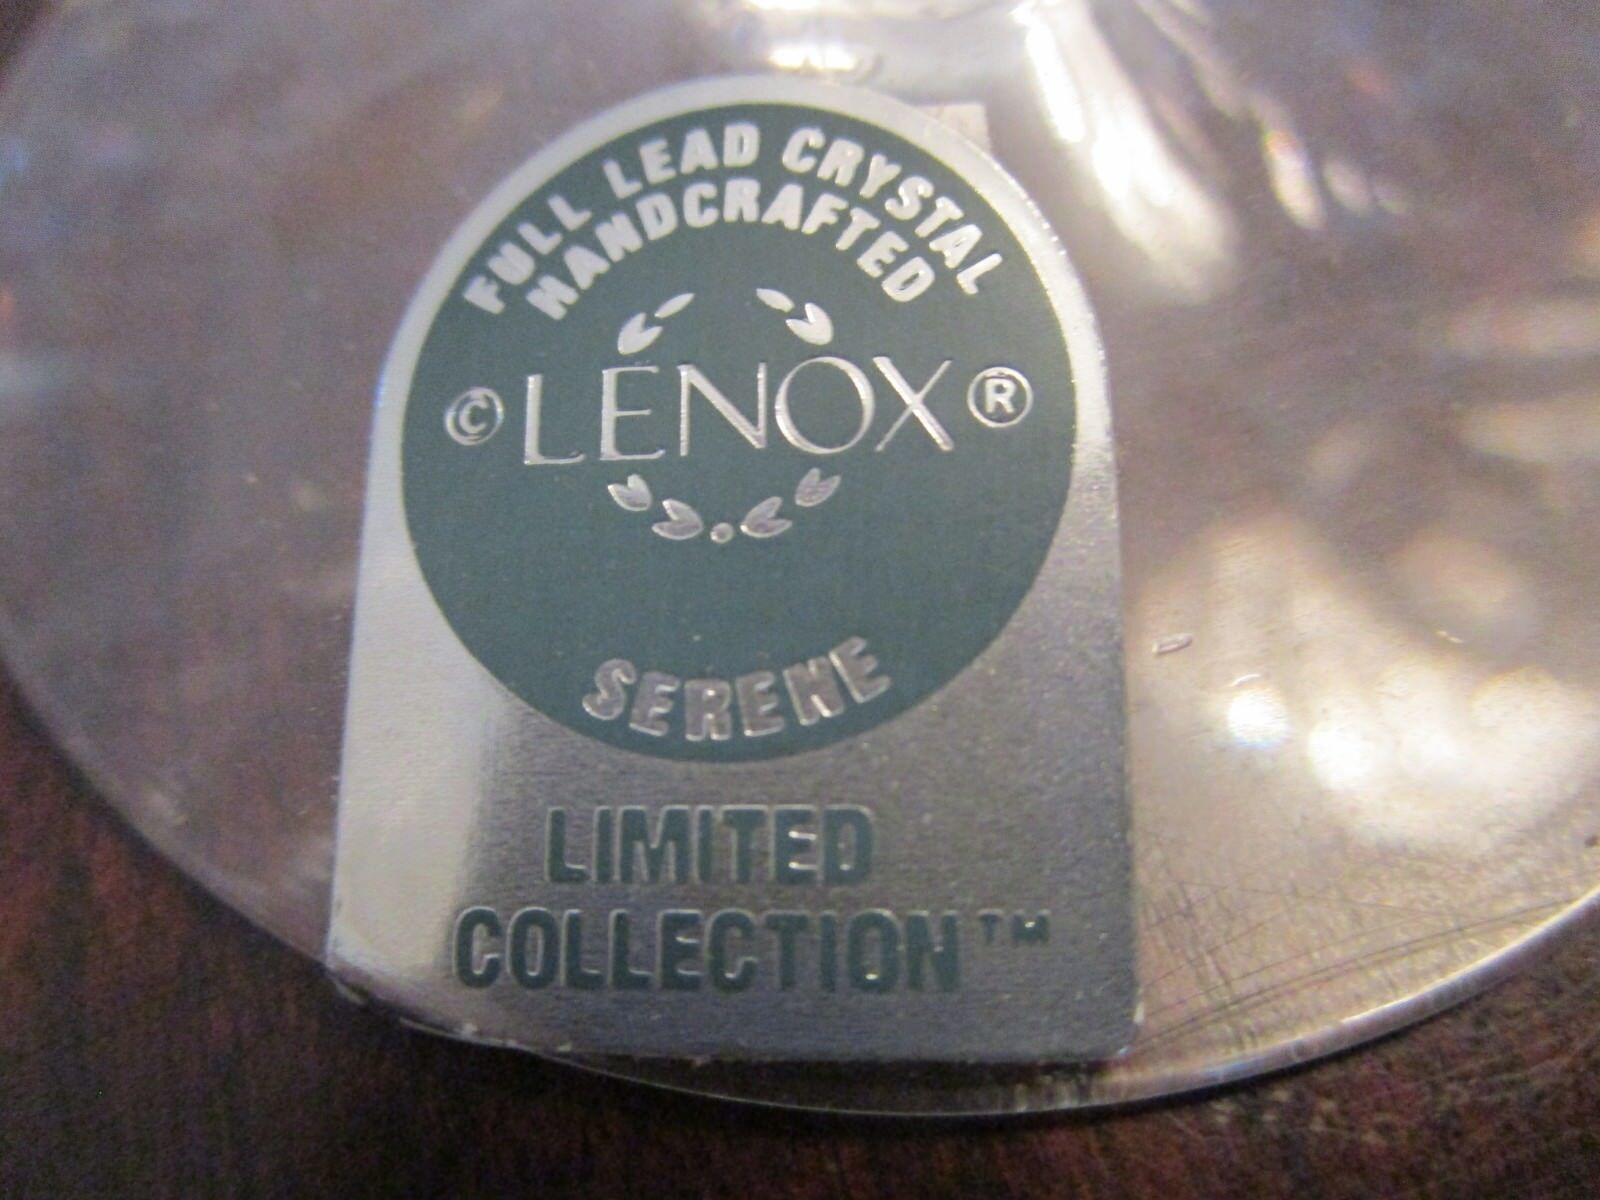 FULL LEAD CRYSTAL
HANDCRAFTED
© LENOX ®
SERENE
LIMITED
COLLECTION™